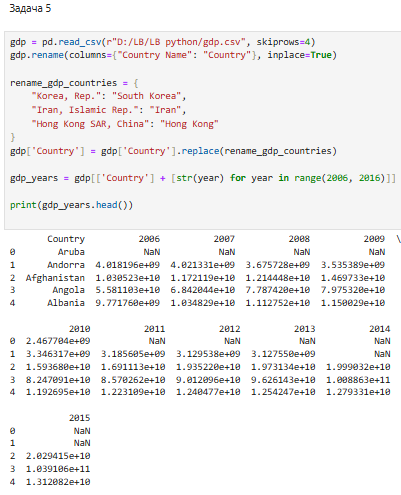 Задача 5
gdp = pd.read_csv(r"D:/LB/LB python/gdp.csv", skiprows=4)
gdp.rename(columns={"Country Name": "Country"}, inplace=True)
rename_gdp_countries = {
"Korea, Rep.": "South Korea",
"Iran, Islamic Rep.": "Iran",
"Hong Kong SAR, China": "Hong Kong"
}
gdp['Country'] = gdp['Country'].replace(rename_gdp_countries)
gdp_years = gdp[['Country'] + [str(year) for year in range(2006, 2016)]]
print(gdp_years.head())
Country 2006 2007 2008 2009 \
0 Aruba NaN NaN NaN NaN
1 Andorra 4.018196e+09 4.021331e+09 3.675728e+09 3.535389e+09
2 Afghanistan 1.030523e+10 1.172119e+10 1.214448e+10 1.469733e+10
3 Angola 5.581103e+10 6.842044e+10 7.787420e+10 7.975320e+10
4 Albania 9.771760e+09 1.034829e+10 1.112752e+10 1.150029e+10
2010 2011 2012 2013 2014
0 2.467704e+09 NaN NaN NaN NaN
1 3.346317e+09 3.185605e+09 3.129538e+09 3.127550e+09 NaN
2 1.593680e+10 1.691113e+10 1.935220e+10 1.973134e+10 1.999032e+10
3 8.247091e+10 8.570262e+10 9.012096e+10 9.626143e+10 1.008863e+11
4 1.192695e+10 1.223109e+10 1.240477e+10 1.254247e+10 1.279331e+10
2015
0 NaN
1 NaN
2 2.029415e+10
3 1.039106e+11
4 1.312082e+10